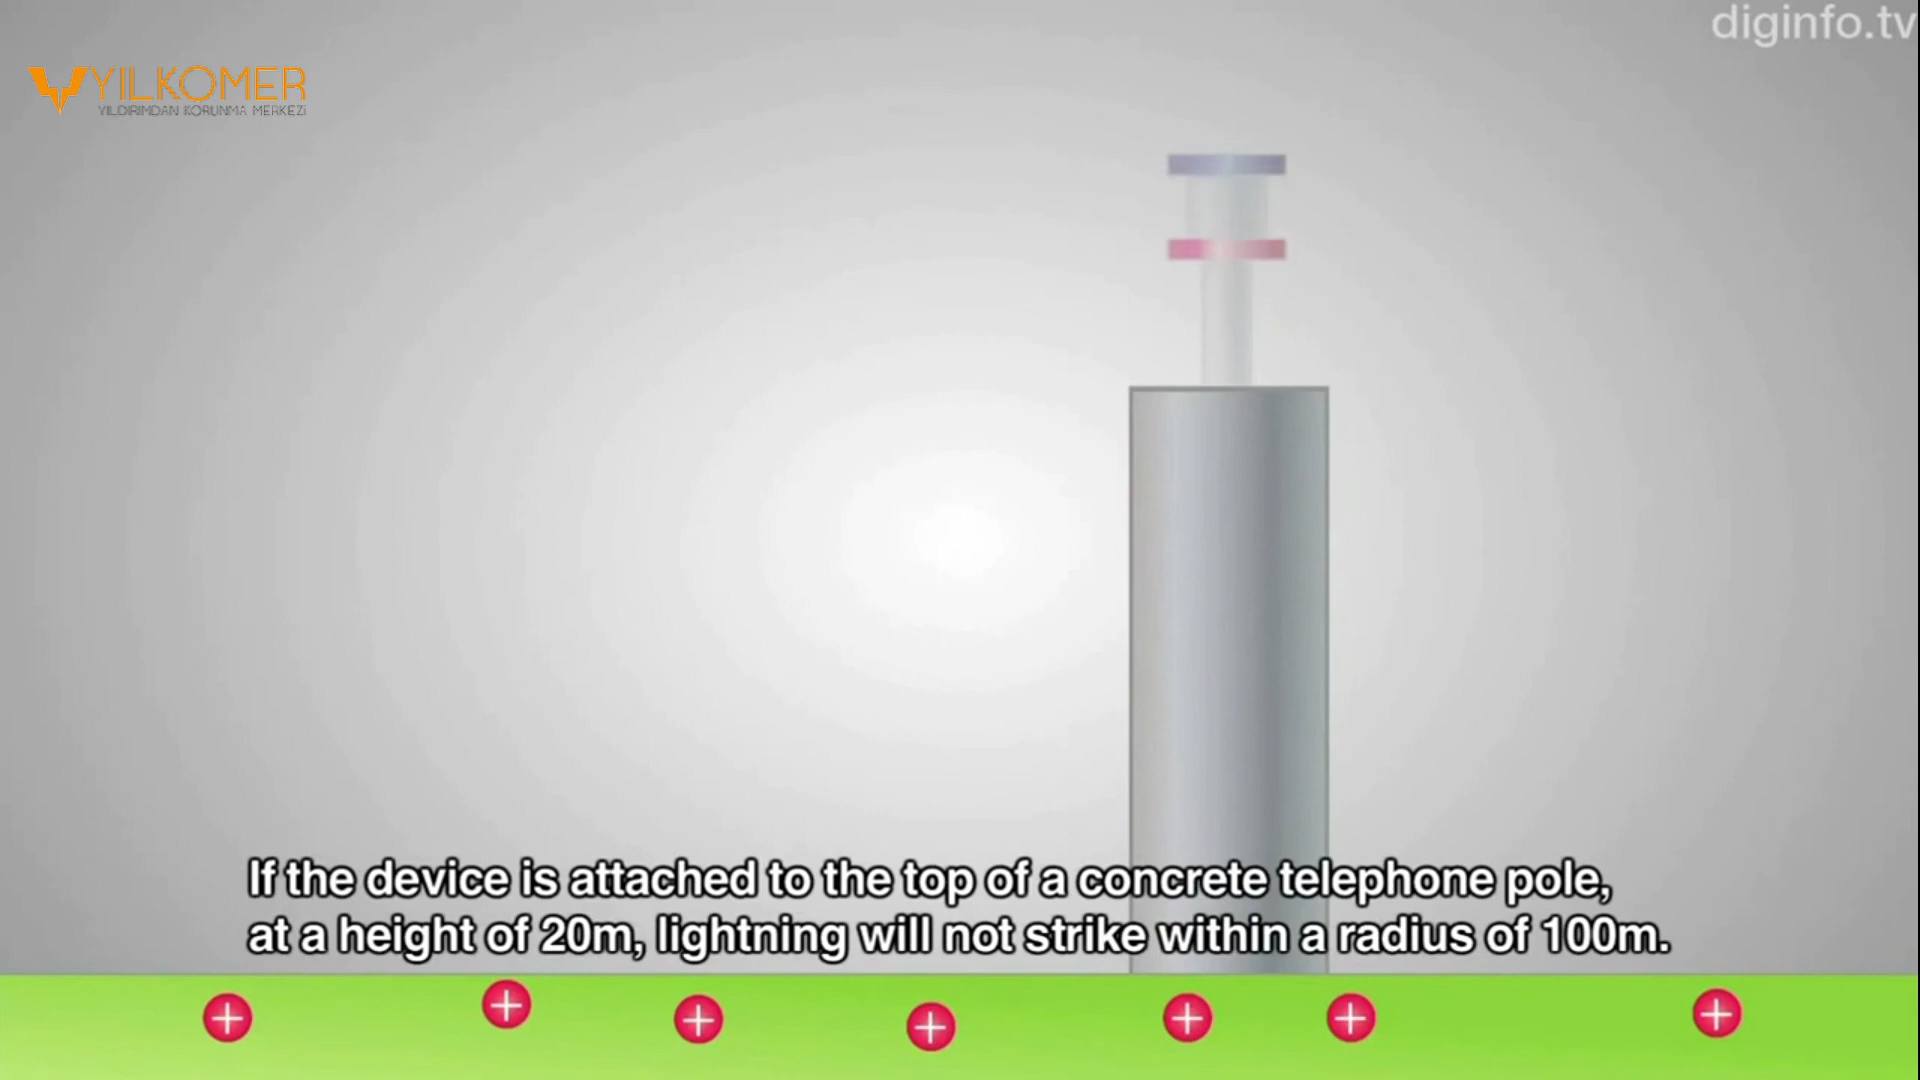 diginfo.tv
YILKOMER
YILDIRIMDAN KORUNMA MERKEZİ
If the device is attached to the top of a concrete telephone pole,
at a height of 20m, lightning will not strike within a radius of 100m.